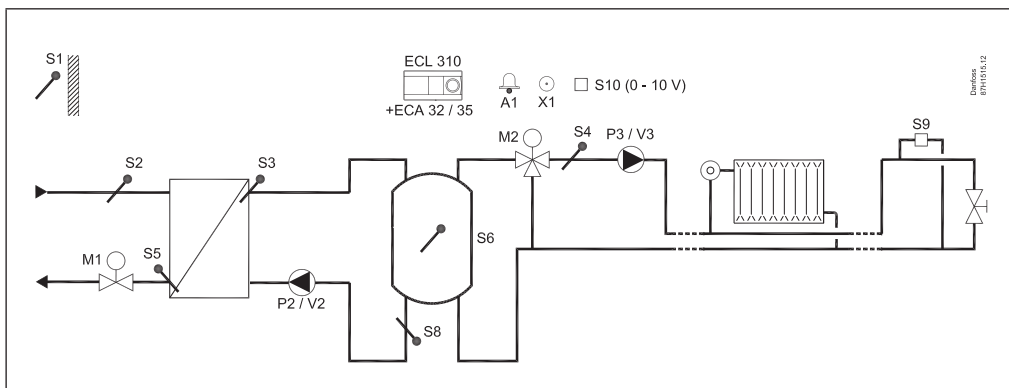 S1
ECL 310
+ECA 32 / 35
A1
X1
S10 (0 - 10 V)
Danfoss
87H1515.12
S2
S3
M2
S4
P3 / V3
S9
S6
M1
S5
P2 / V2
S8